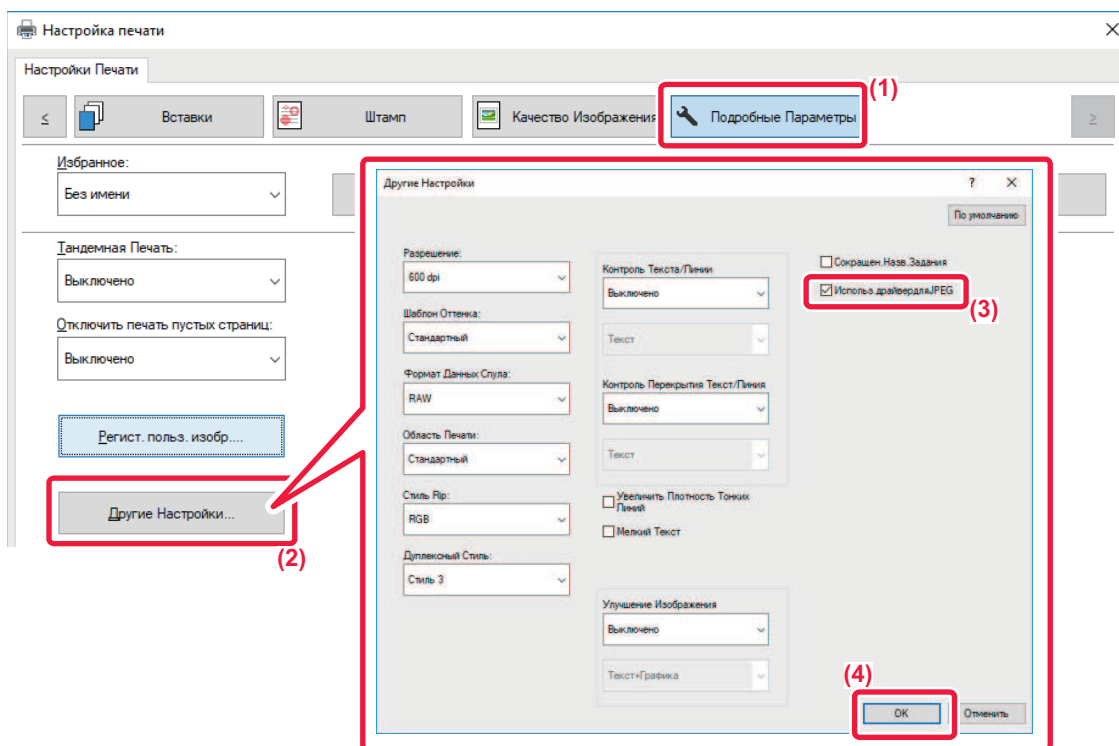 Настройка печати
Настройки Печати
(1)
<
Вставки
Штамп
Качество Изображения
Подробные Параметры
>
Избранное:
Без имени
Тандемная Печать:
Выключено
Отключить печать пустых страниц:
Выключено
Регист. польз. изобр....
Другие Настройки...
(2)
Другие Настройки
?
По умолчанию
Разрешение:
600 dpi
Шаблон Оттенка:
Стандартный
Формат Данных Спула:
RAW
Область Печати:
Стандартный
Стиль Rip:
RGB
Дуплексный Стиль:
Стиль 3
Контроль Текста/Линии
Выключено
Текст
Контроль Перекрытия Текст/Линия
Выключено
Текст
Увеличить Плотность Тонких
Линий
Мелкий Текст
Улучшение Изображения
Выключено
Текст+Графика
Сокращен.Назв.Задания
Использ.драйвердляJPEG
(3)
(4)
OK
Отменить